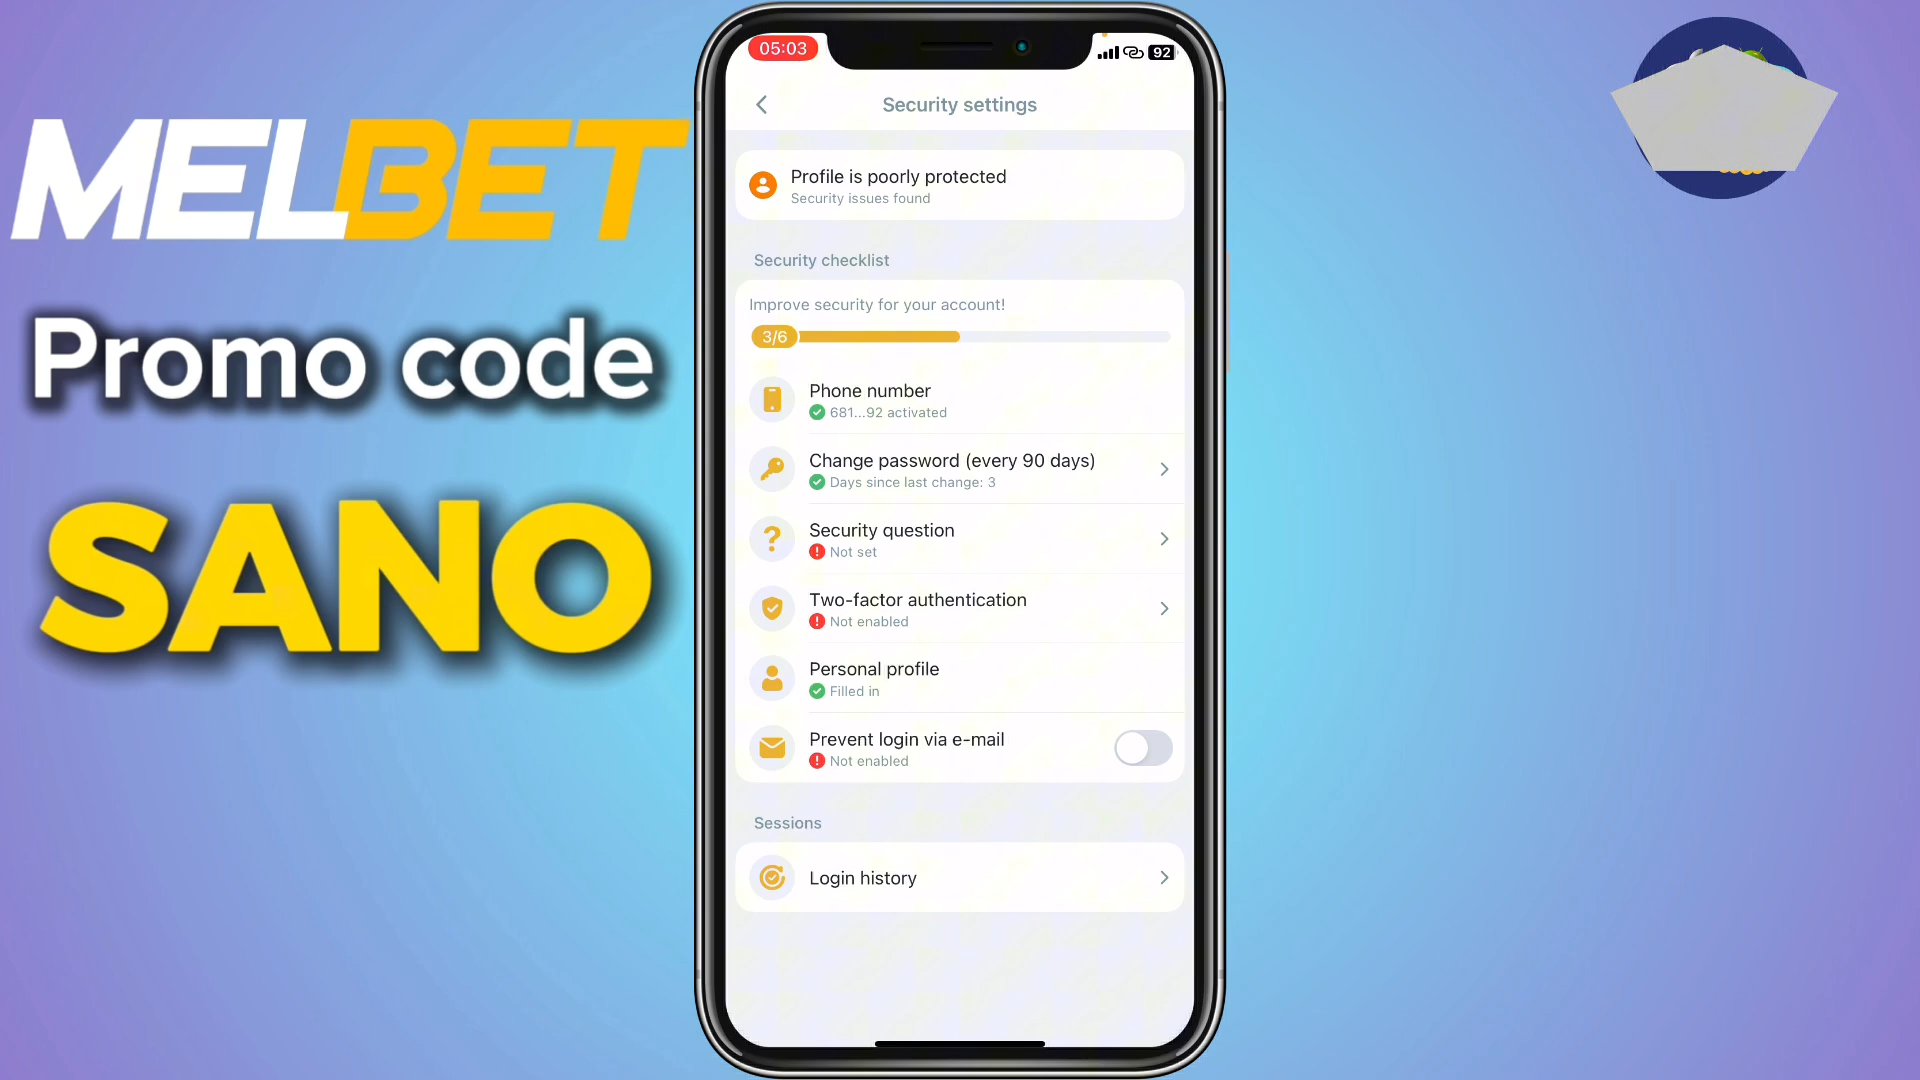 MELBET
Promo code
SANO
05:03
92
Security settings
Profile is poorly protected
Security issues found
Security checklist
Improve security for your account!
3/6
Phone number
681...92 activated
Change password (every 90 days)
Days since last change: 3
Security question
Not set
Two-factor authentication
Not enabled
Personal profile
Filled in
Prevent login via e-mail
Not enabled
Sessions
Login history